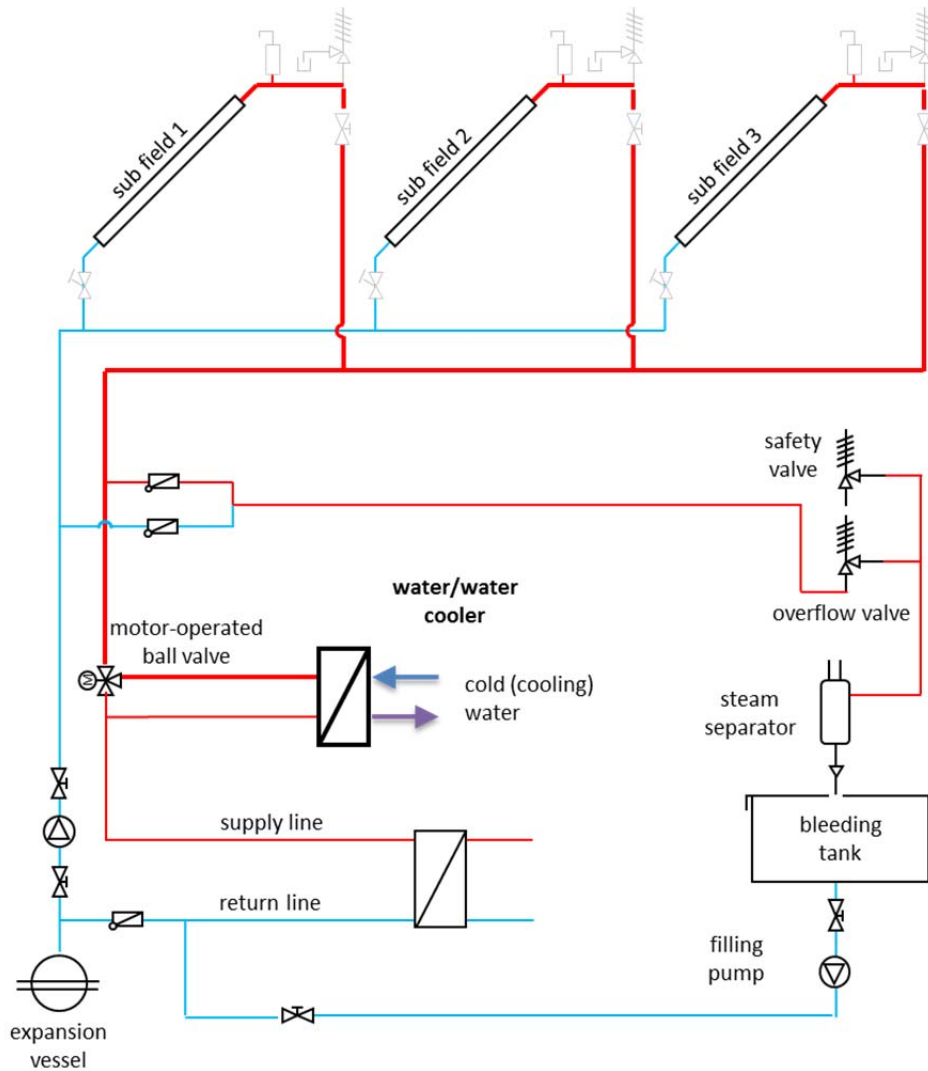 sub field 1
sub field 2
sub field 3
safety
valve
overflow valve
water/water
cooler
motor-operated
ball valve
M
cold (cooling)
water
steam
separator
supply line
bleeding
tank
return line
filling
pump
expansion
vessel